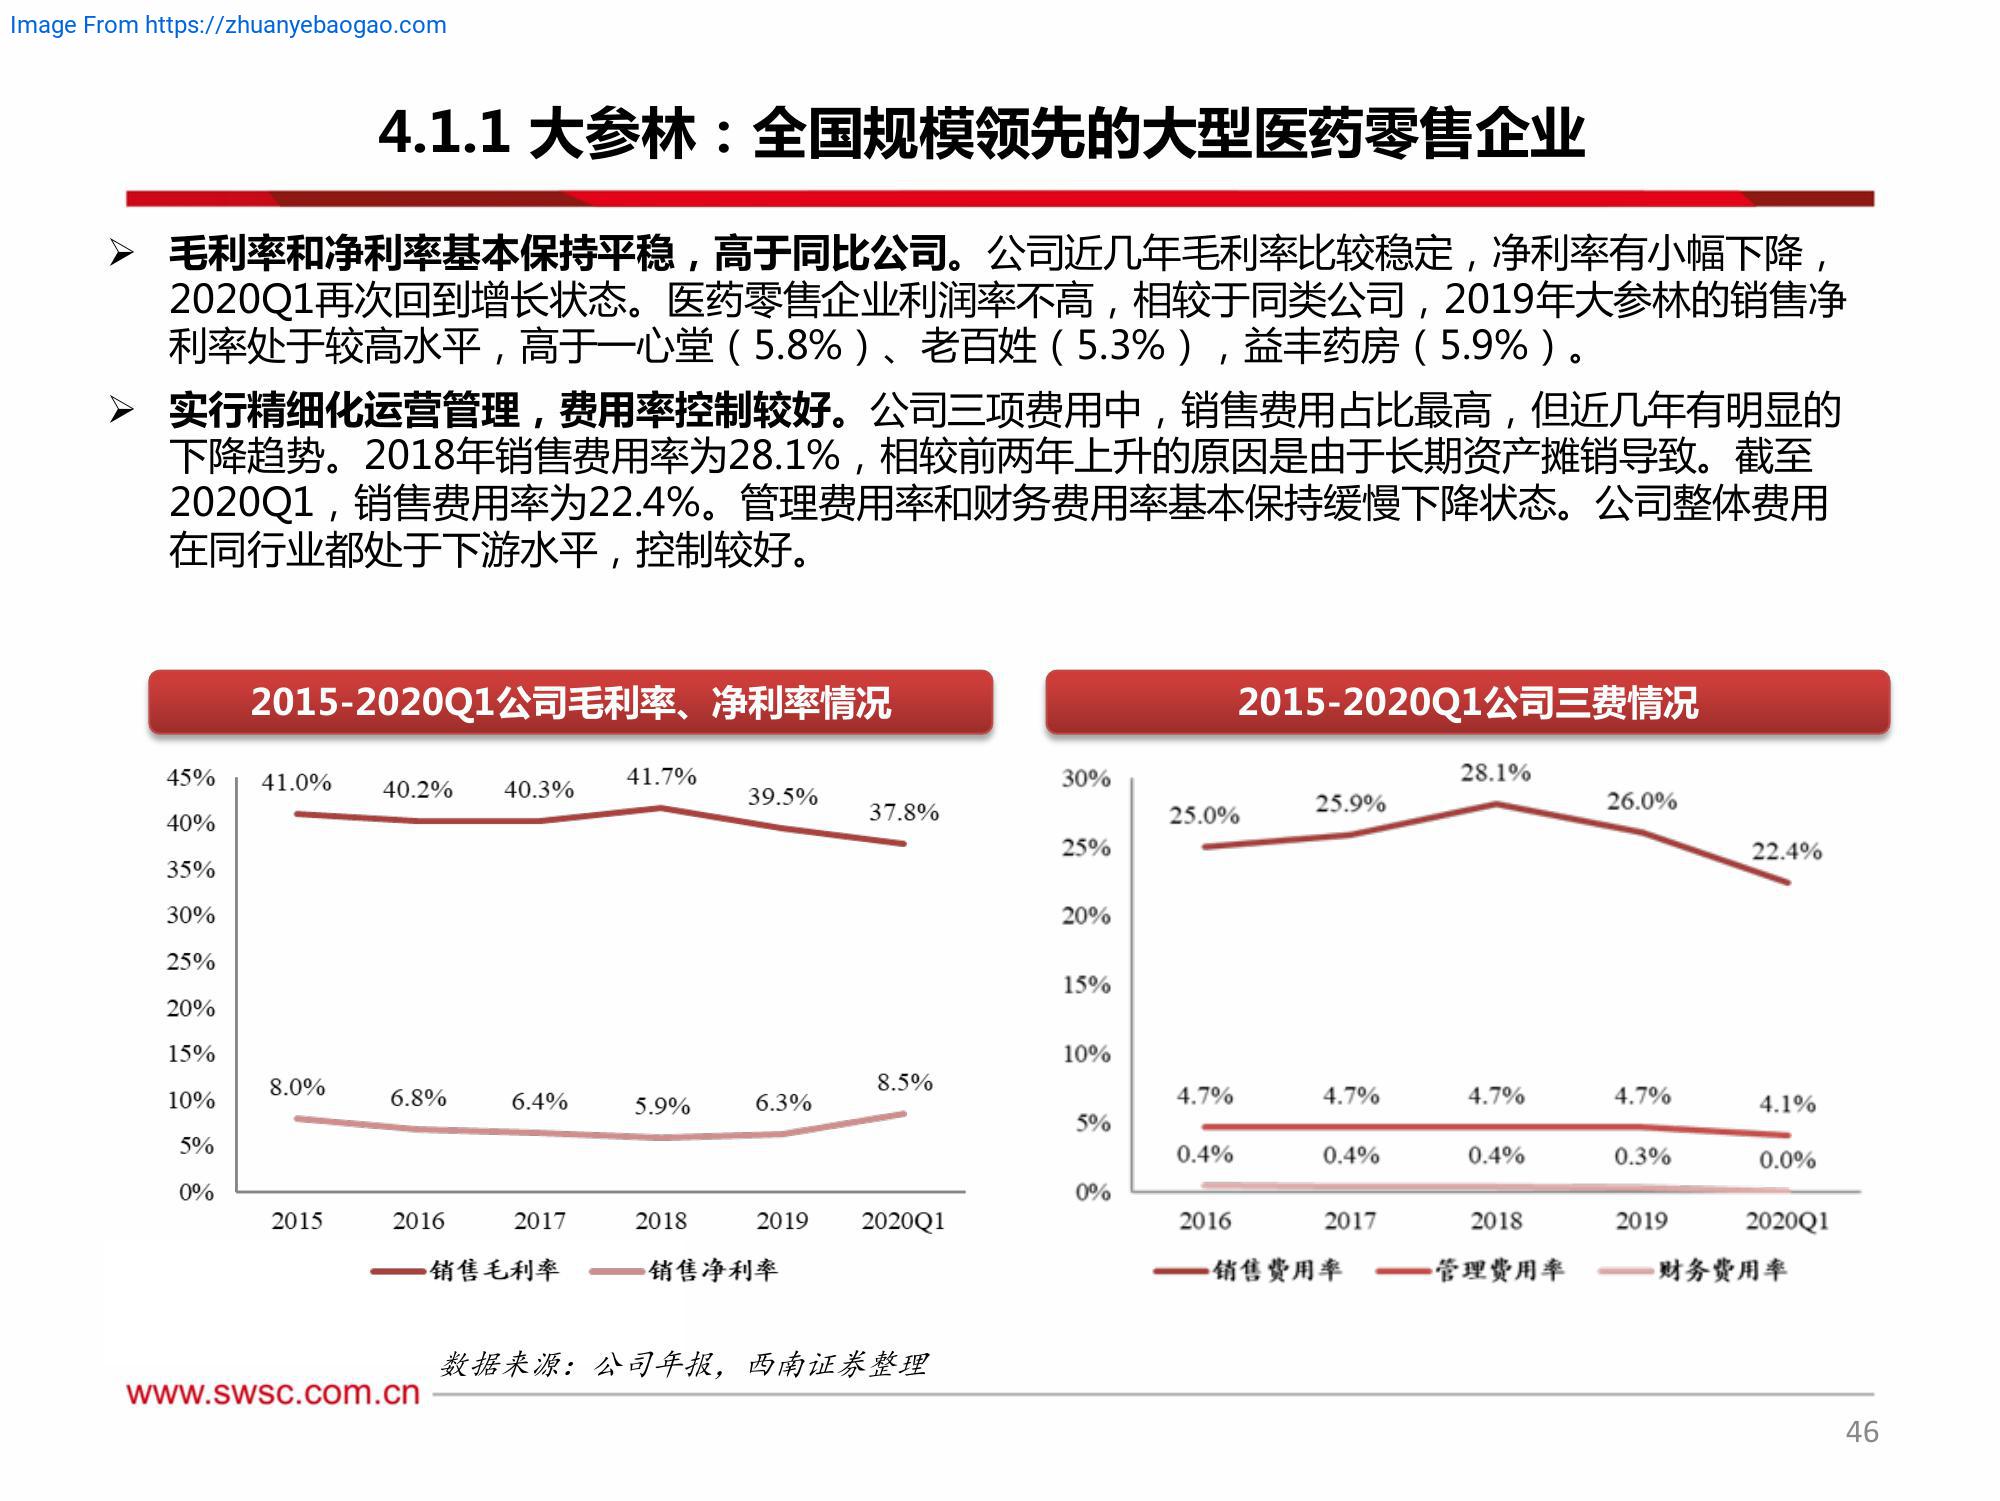 Image From https://zhuanyebaogao.com
4.1.1 大参林：全国规模领先的大型医药零售企业
➢ 毛利率和净利率基本保持平稳，高于同比公司。公司近几年毛利率比较稳定，净利率有小幅下降，
2020Q1再次回到增长状态。医药零售企业利润率不高，相较于同类公司，2019年大参林的销售净
利率处于较高水平，高于一心堂（5.8%）、老百姓（5.3%），益丰药房（5.9%）。
➢ 实行精细化运营管理，费用率控制较好。公司三项费用中，销售费用占比最高，但近几年有明显的
下降趋势。2018年销售费用率为28.1%，相较前两年上升的原因是由于长期资产摊销导致。截至
2020Q1，销售费用率为22.4%。管理费用率和财务费用率基本保持缓慢下降状态。公司整体费用
在同行业都处于下游水平，控制较好。
2015-2020Q1公司毛利率、净利率情况
45%
40%
35%
30%
25%
20%
15%
10%
5%
0%
41.0% 40.2% 40.3% 41.7% 39.5% 37.8%
8.0% 6.8% 6.4% 5.9% 6.3% 8.5%
2015 2016 2017 2018 2019 2020Q1
销售毛利率 销售净利率
2015-2020Q1公司三费情况
30%
25%
20%
15%
10%
5%
0%
25.0% 25.9% 28.1% 26.0% 22.4%
4.7% 4.7% 4.7% 4.7% 4.1%
0.4% 0.4% 0.4% 0.3% 0.0%
2016 2017 2018 2019 2020Q1
销售费用率 管理费用率 财务费用率
数据来源：公司年报，西南证券整理
www.swsc.com.cn
46